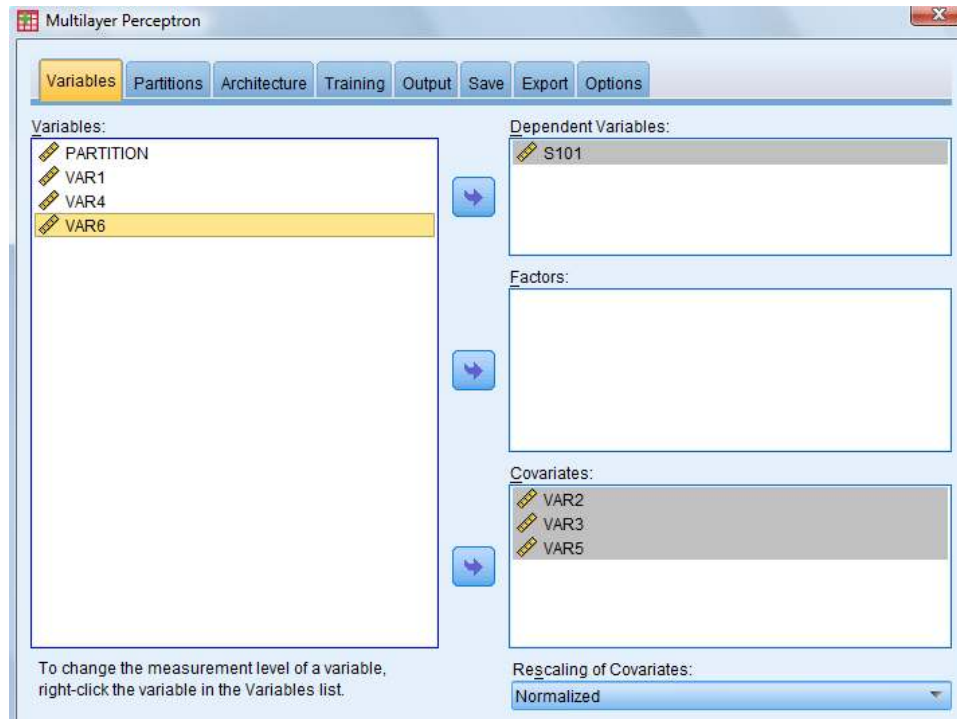 Multilayer Perceptron
X
Variables Partitions Architecture Training Output Save Export Options
Variables:
PARTITION
VAR1
VAR4
VAR6
Dependent Variables:
S101
Factors:
Covariates:
VAR2
VAR3
VAR5
To change the measurement level of a variable,
right-click the variable in the Variables list.
Rescaling of Covariates:
Normalized